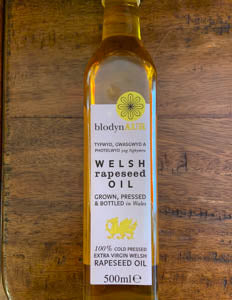 blodynAUR
TYFWYD, GWASGWYD A
PHOTELWYD yng Nghymru
WELSH
rapeseed
OIL
GROWN, PRESSED
& BOTTLED in Wales
100% COLD PRESSED
EXTRA VIRGIN WELSH
RAPESEED OIL
500ml℮